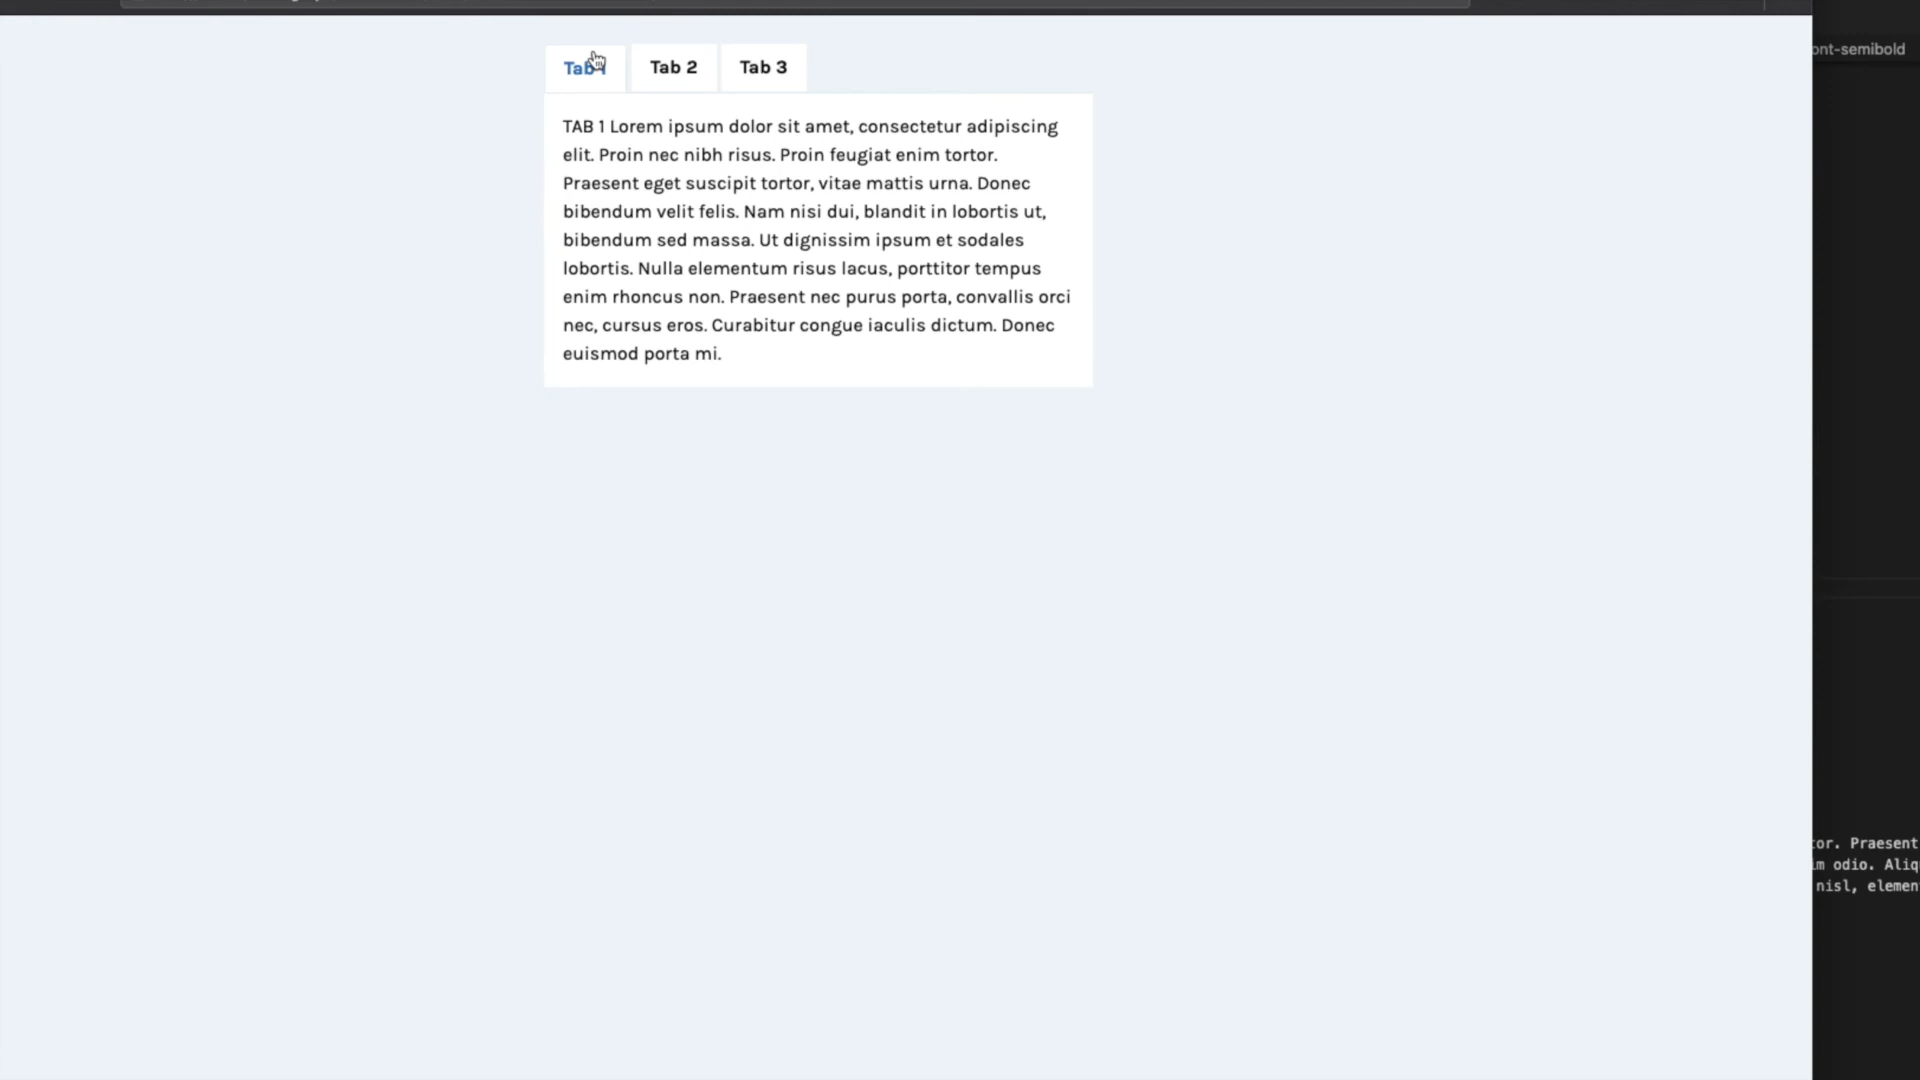 ont-semibold
Tab 1 Tab 2 Tab 3
TAB 1 Lorem ipsum dolor sit amet, consectetur adipiscing
elit. Proin nec nibh risus. Proin feugiat enim tortor.
Praesent eget suscipit tortor, vitae mattis urna. Donec
bibendum velit felis. Nam nisi dui, blandit in lobortis ut,
bibendum sed massa. Ut dignissim ipsum et sodales
lobortis. Nulla elementum risus lacus, porttitor tempus
enim rhoncus non. Praesent nec purus porta, convallis orci
nec, cursus eros. Curabitur congue iaculis dictum. Donec
euismod porta mi.
tor. Praesent
im odio. Aliq
nisl, elemen